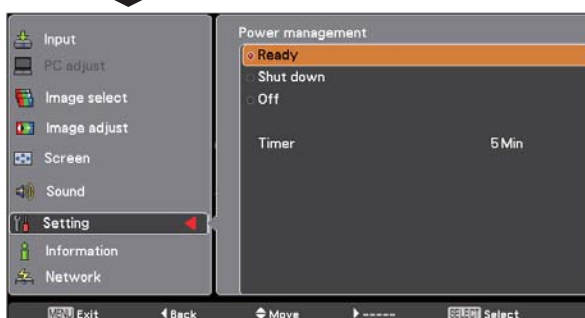 Input
PC adjust
Image select
Image adjust
Screen
Sound
Setting
Information
Network
Power management
Ready
Shut down
Off
Timer 5 Min
MENU Exit Back Move ----- SELECT Select